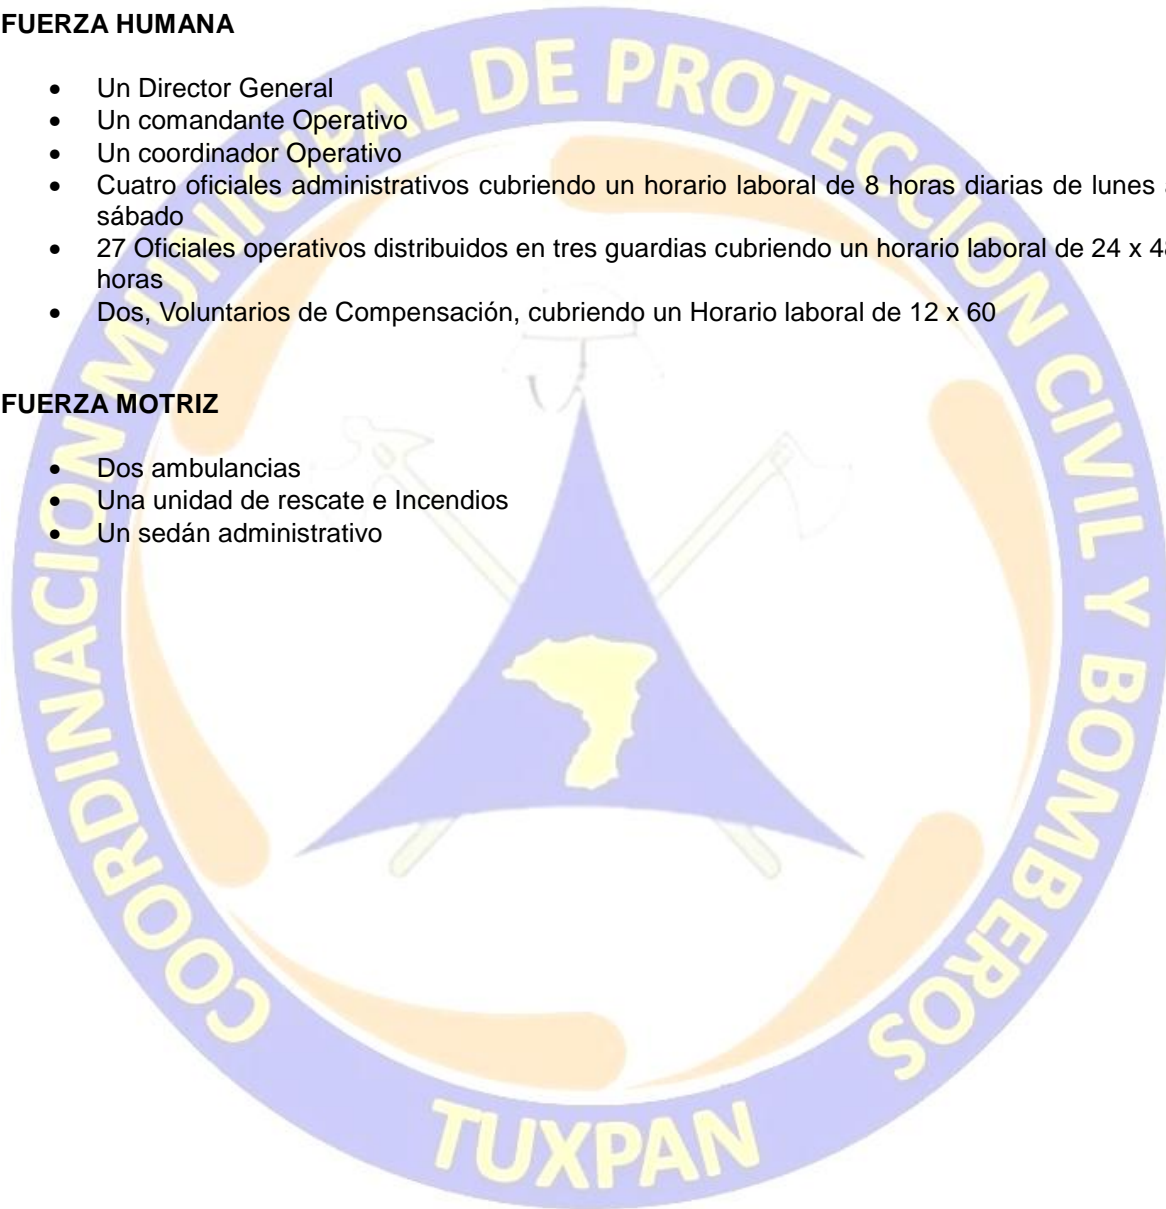 FUERZA HUMANA
• Un Director General
• Un comandante Operativo
• Un coordinador Operativo
• Cuatro oficiales administrativos cubriendo un horario laboral de 8 horas diarias de lunes
sábado
• 27 Oficiales operativos distribuidos en tres guardias cubriendo un horario laboral de 24 x
horas
• Dos, Voluntarios de Compensación, cubriendo un Horario laboral de 12 x 60
FUERZA MOTRIZ
• Dos ambulancias
• Una unidad de rescate e Incendios
• Un sedán administrativo
COORDINACION MUNICIPAL DE PROTECCION CIVIL Y BOMBEROS
TUXPAN